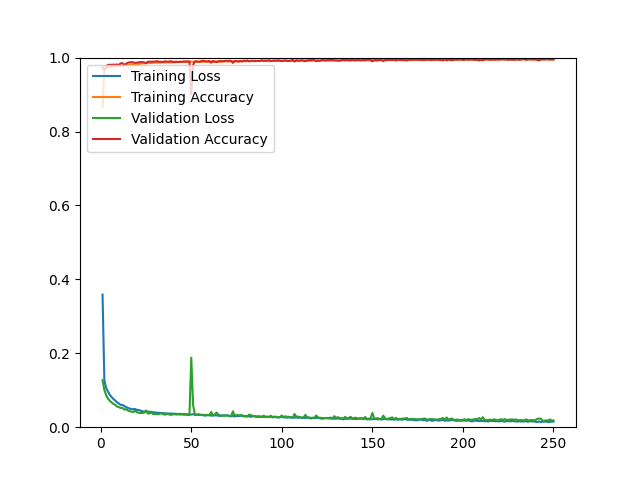 1.0
0.8
0.6
0.4
0.2
0.0
Training Loss
Training Accuracy
Validation Loss
Validation Accuracy
0 50 100 150 200 250